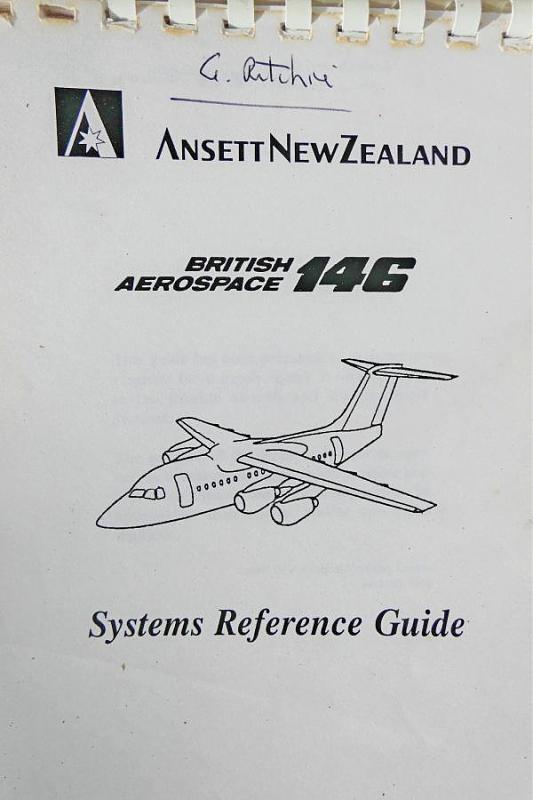 G. Ritchie
ANSETT NEW ZEALAND
BRITISH
AEROSPACE 146
Systems Reference Guide